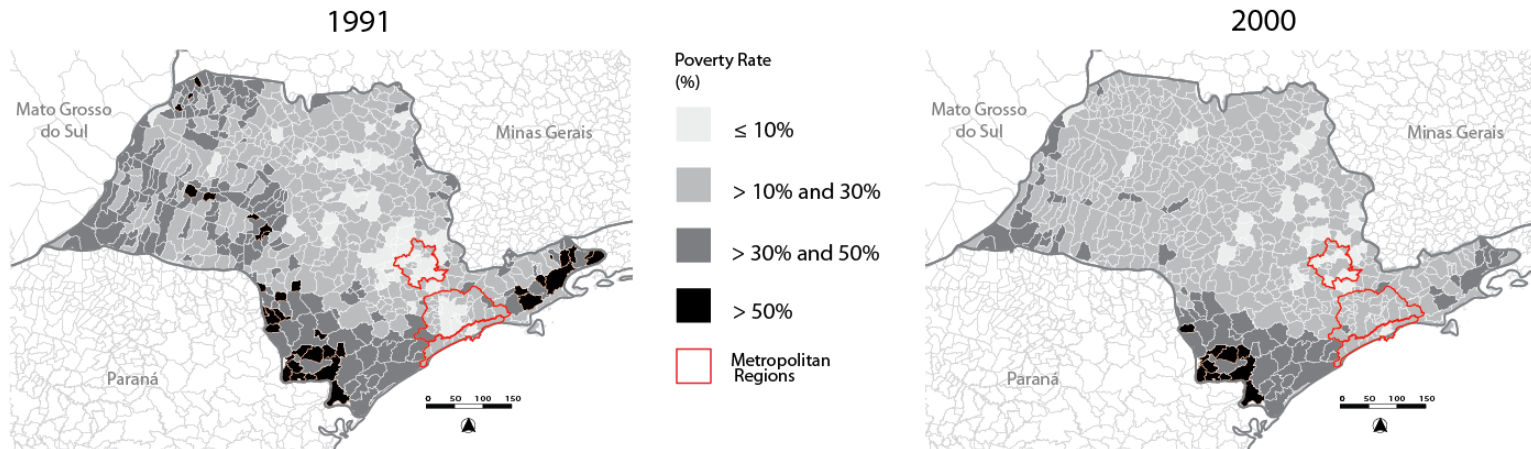 1991
Mato Grosso
do Sul
Minas Gerais
Paraná
0 50 100 150
Poverty Rate
(%)
≤ 10%
> 10% and 30%
> 30% and 50%
> 50%
Metropolitan
Regions
2000
Mato Grosso
do Sul
Minas Gerais
Paraná
0 50 100 150